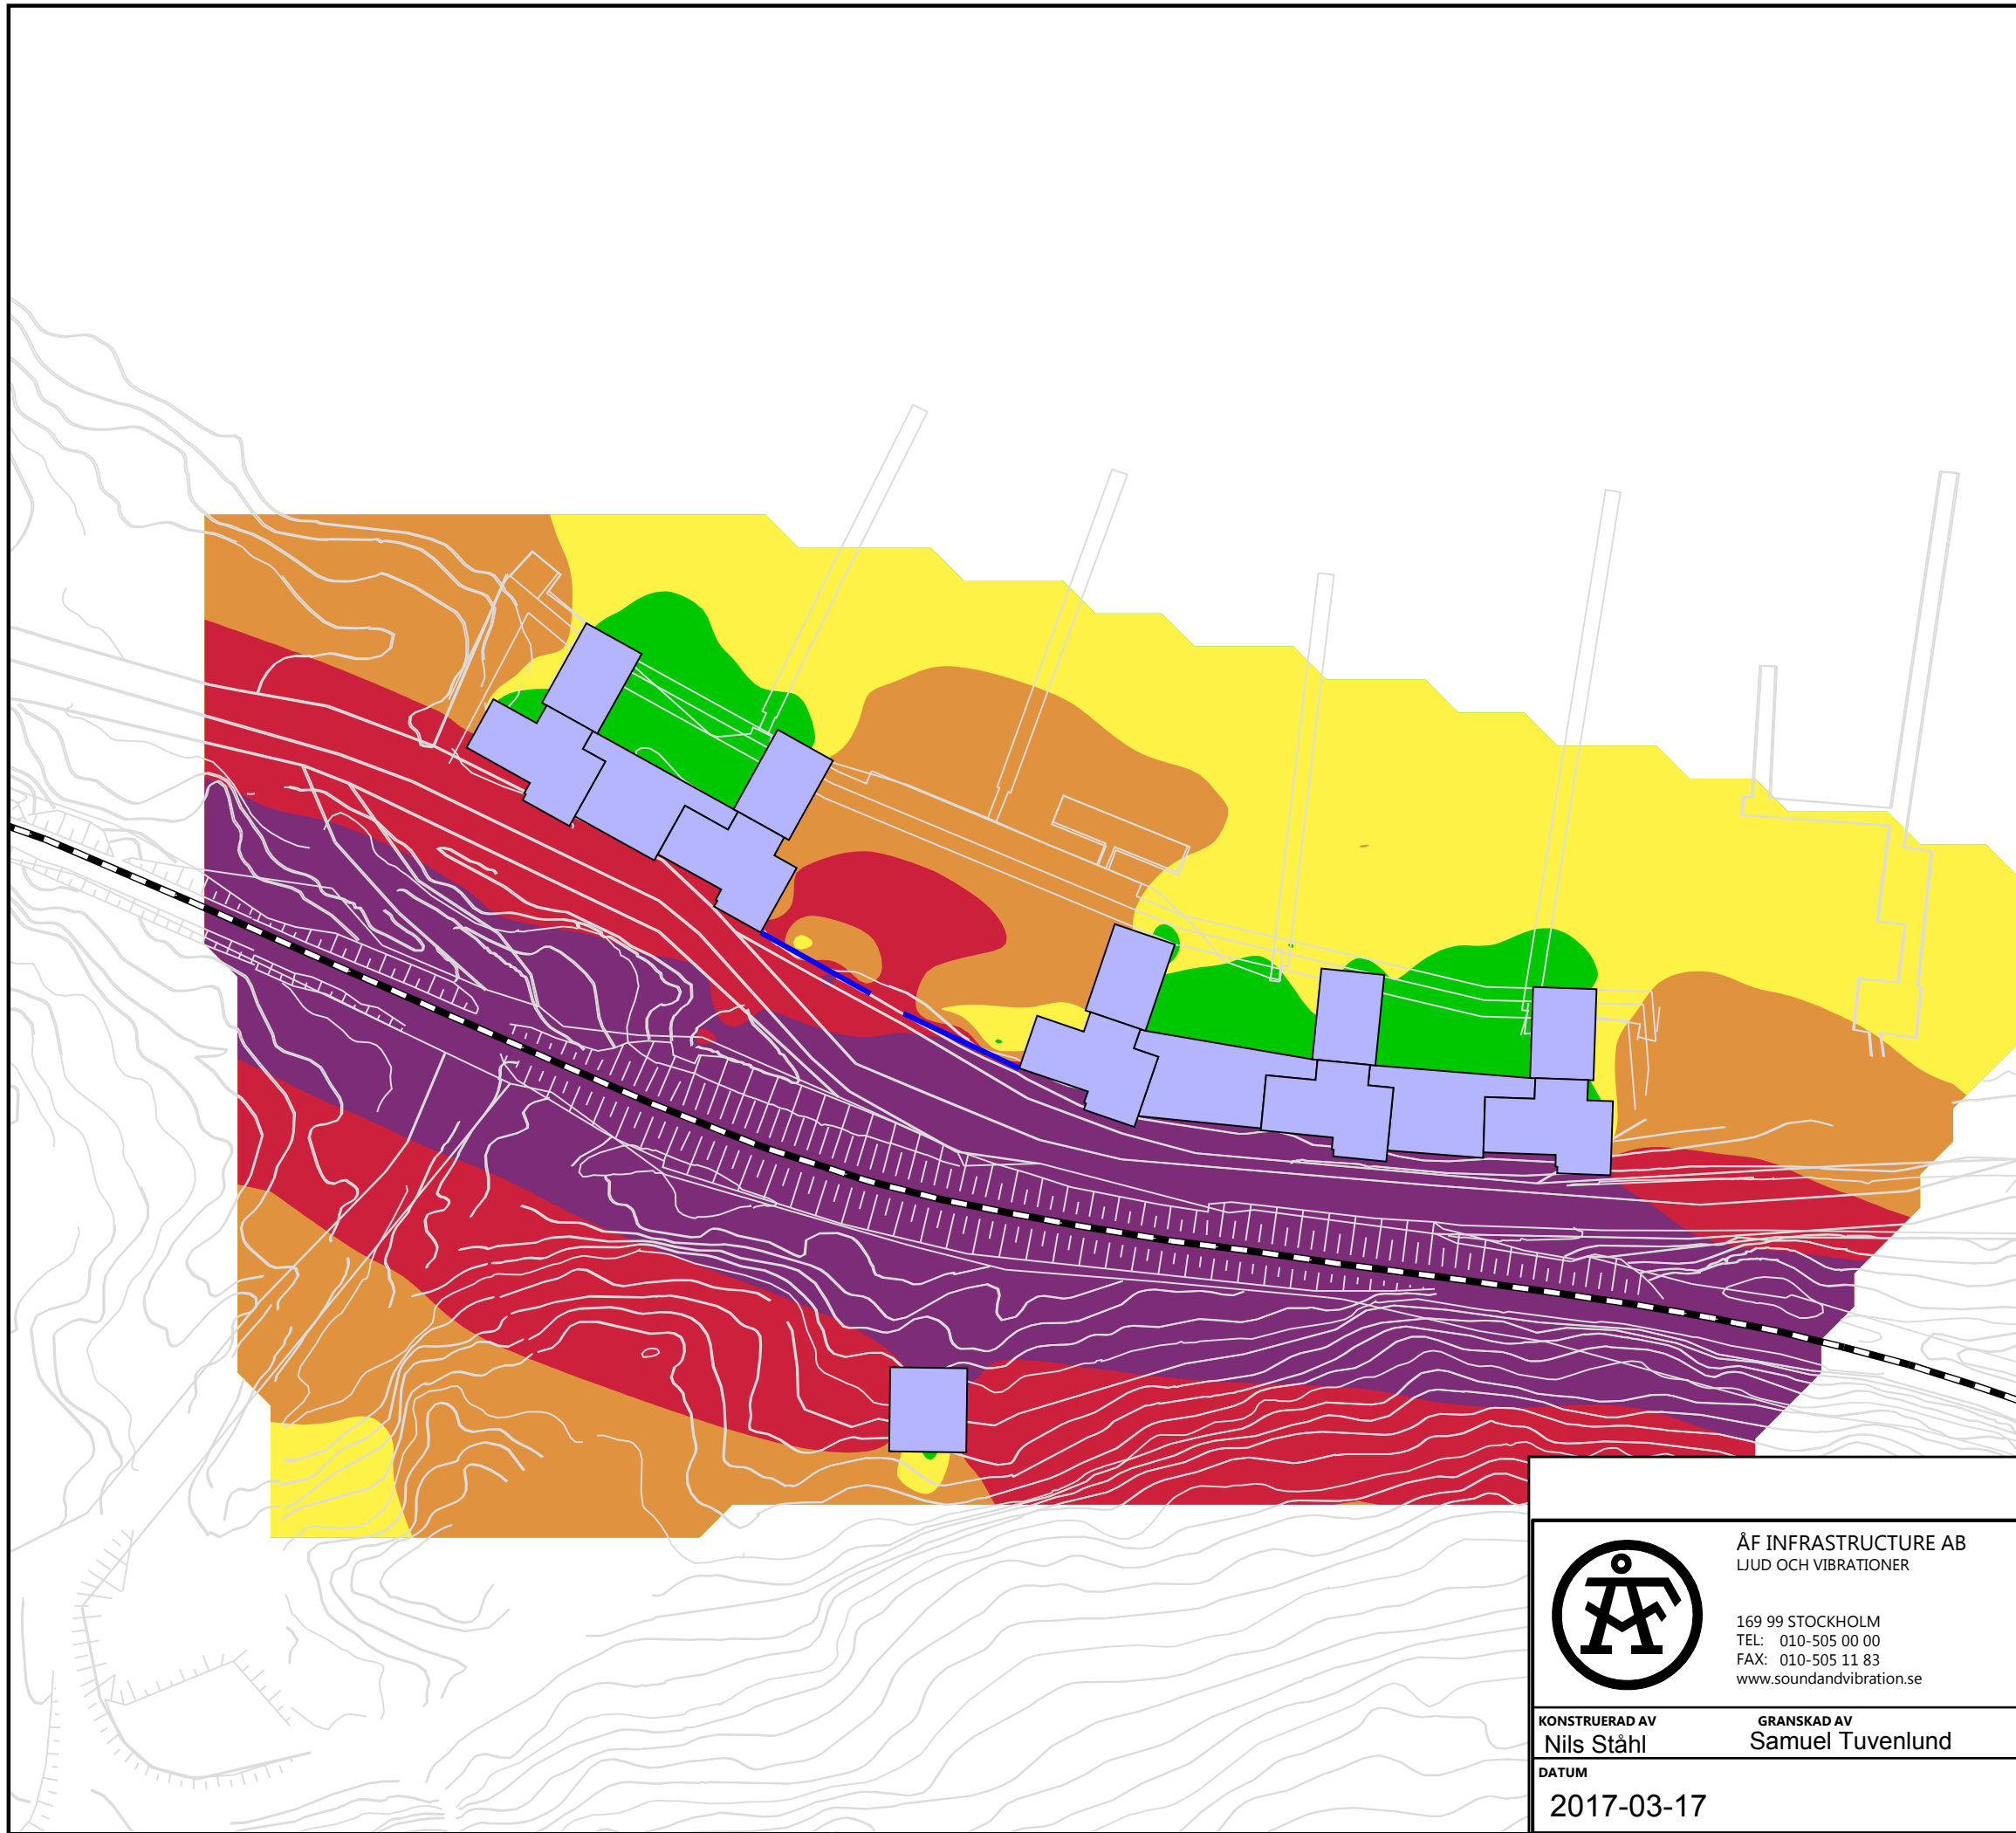 ÅF INFRASTRUCTURE AB
LJUD OCH VIBRATIONER
169 99 STOCKHOLM
TEL: 010-505 00 00
FAX: 010-505 11 83
www.soundandvibration.se
KONSTRUERAD AV GRANSKAD AV
Nils Ståhl Samuel Tuvenlund
DATUM
2017-03-17